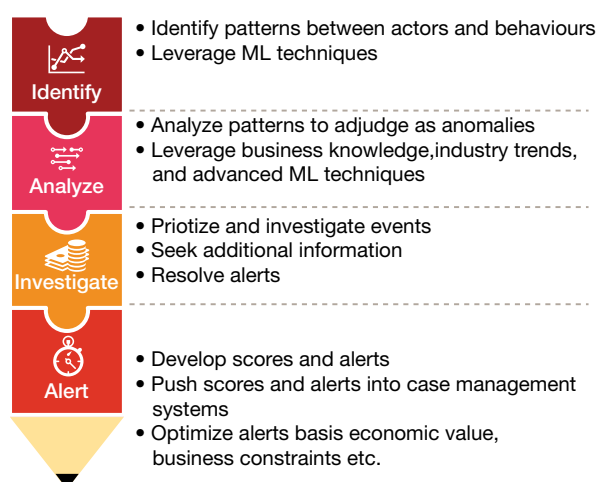 Identify
• Identify patterns between actors and behaviours
• Leverage ML techniques
Analyze
• Analyze patterns to adjudge as anomalies
• Leverage business knowledge,industry trends,
and advanced ML techniques
Investigate
• Priotize and investigate events
• Seek additional information
• Resolve alerts
Alert
• Develop scores and alerts
• Push scores and alerts into case management
systems
• Optimize alerts basis economic value,
business constraints etc.